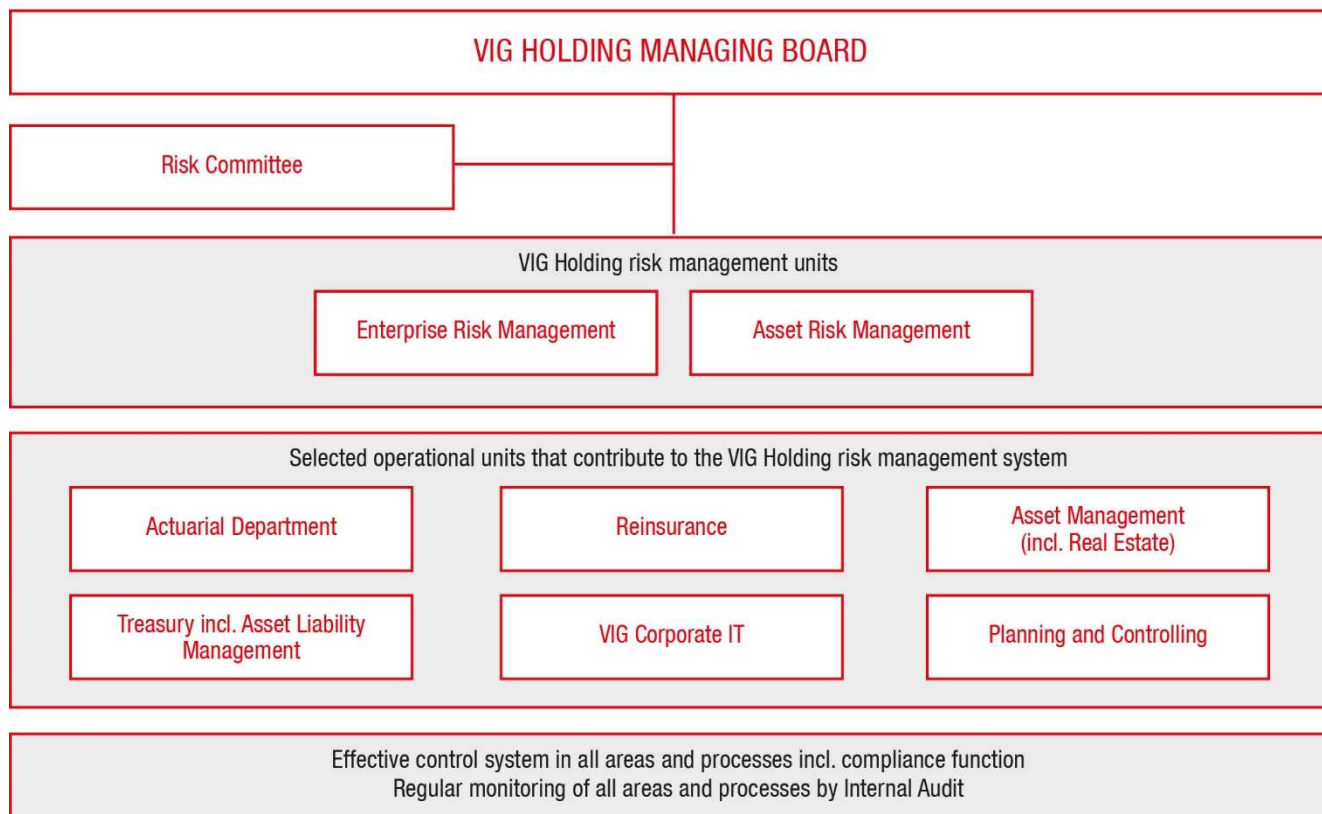 VIG HOLDING MANAGING BOARD
Risk Committee
VIG Holding risk management units
Enterprise Risk Management
Asset Risk Management
Selected operational units that contribute to the VIG Holding risk management system
Actuarial Department
Reinsurance
Asset Management
(incl. Real Estate)
Treasury incl. Asset Liability
Management
VIG Corporate IT
Planning and Controlling
Effective control system in all areas and processes incl. compliance function
Regular monitoring of all areas and processes by Internal Audit